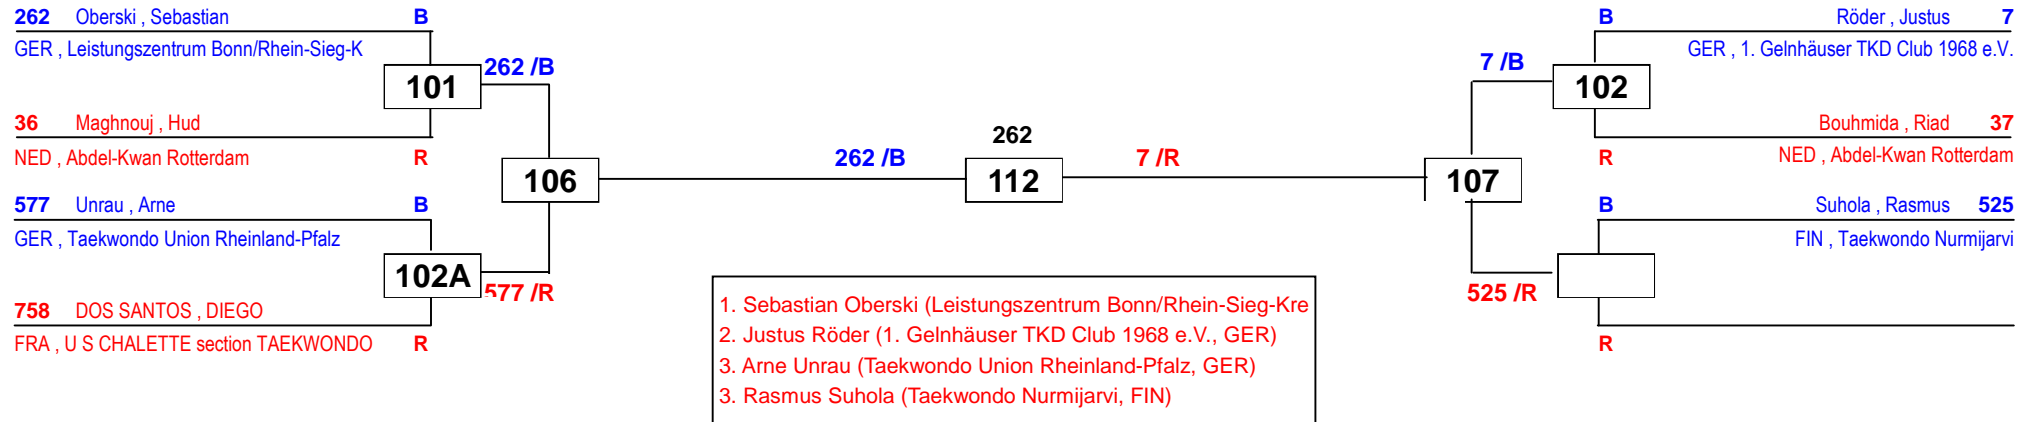 262 Oberski , Sebastian B
GER , Leistungszentrum Bonn/Rhein-Sieg-K
101
262 /B
36 Maghnouj , Hud
NED , Abdel-Kwan Rotterdam R
106
577 Unrau , Arne B
GER , Taekwondo Union Rheinland-Pfalz
102A
577 /R
758 DOS SANTOS , DIEGO
FRA , U S CHALETTE section TAEKWONDO R
262 /B
262
112
7 /R
B Röder , Justus 7
GER , 1. Gelnhäuser TKD Club 1968 e.V.
7 /B
102
Bouhmida , Riad 37
R NED , Abdel-Kwan Rotterdam
107
B Suhola , Rasmus 525
FIN , Taekwondo Nurmijarvi
525 /R
R
1. Sebastian Oberski (Leistungszentrum Bonn/Rhein-Sieg-Kre
2. Justus Röder (1. Gelnhäuser TKD Club 1968 e.V., GER)
3. Arne Unrau (Taekwondo Union Rheinland-Pfalz, GER)
3. Rasmus Suhola (Taekwondo Nurmijarvi, FIN)